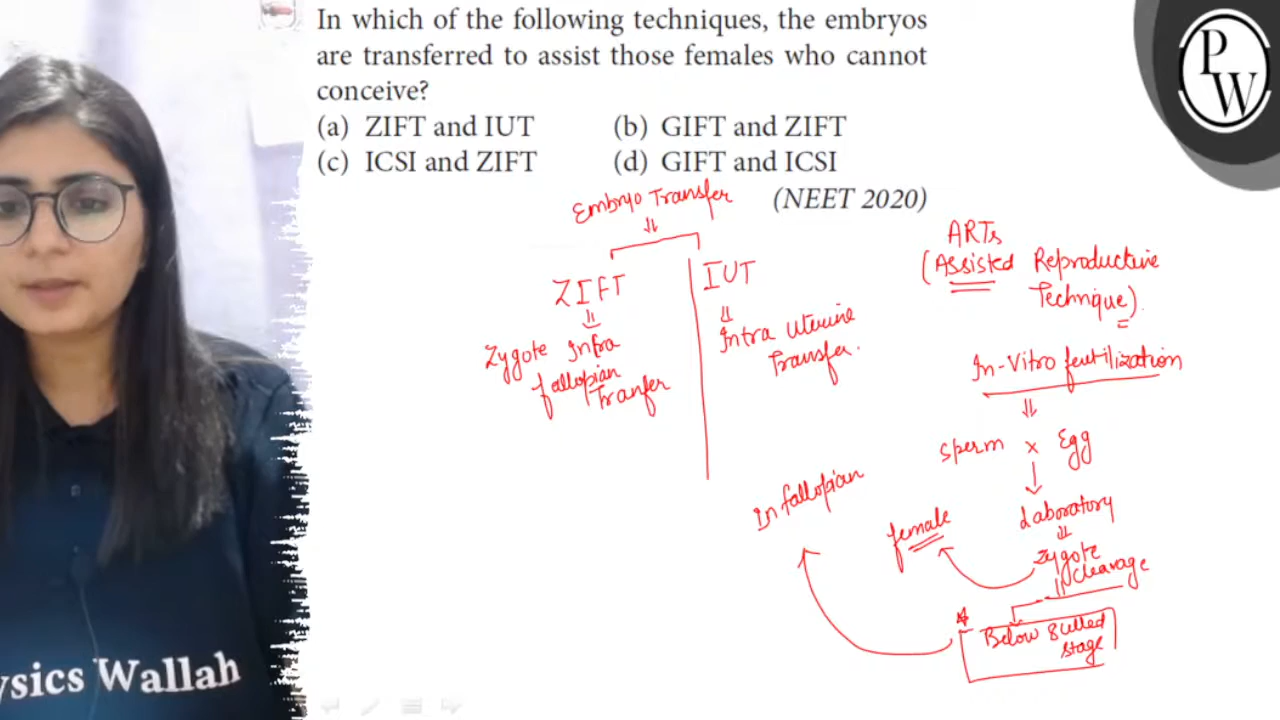 In which of the following techniques, the embryos
are transferred to assist those females who cannot
conceive?
(a) ZIFT and IUT (b) GIFT and ZIFT
(c) ICSI and ZIFT (d) GIFT and ICSI
(NEET 2020)
P
W
Embryo Transfer
ZIFT
Zygote Infra
fallopian
Tranfer
IUT
Intra Uterine
Transfer.
ARTs
(Assisted Reproductive
Technique).
In-Vitro fertilization
Sperm x Egg
Laboratory
Zygote
Cleavage
Below 8 celled
stage
female
In fallopian
ysics Wallah